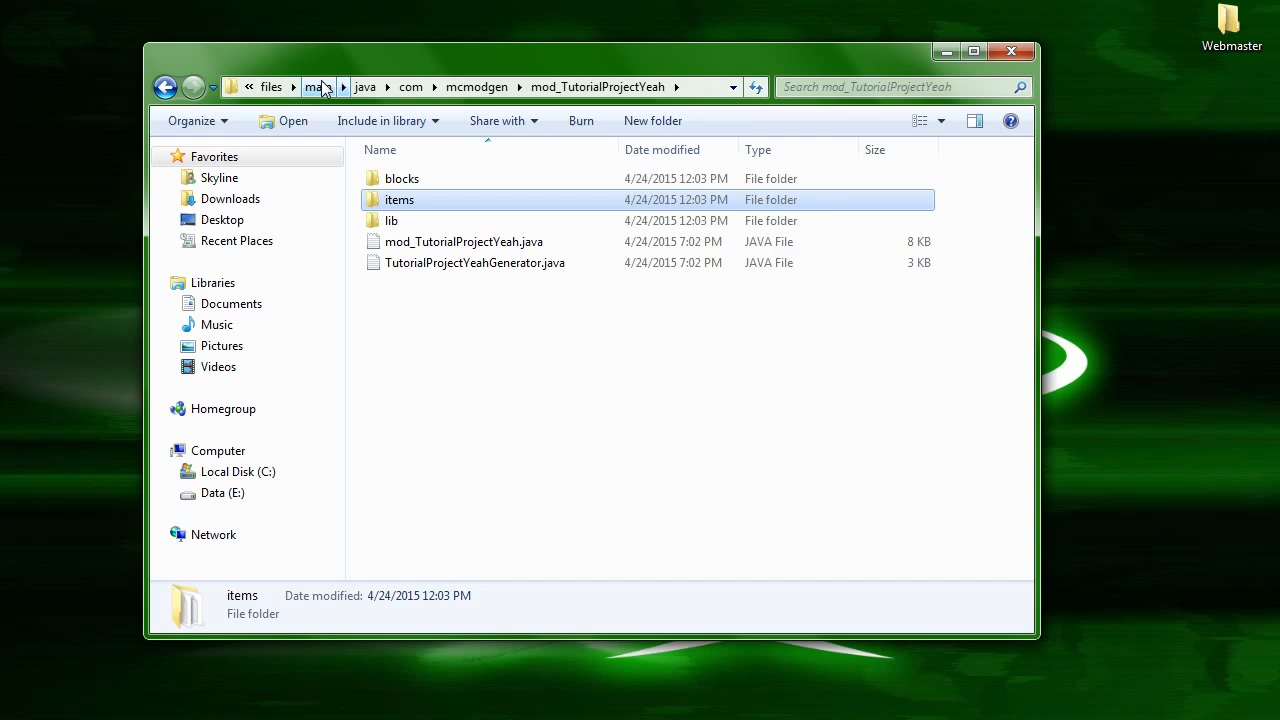 Webmaster
« files java com mcmodgen mod_TutorialProjectYeah Search mod_TutorialProjectYeah
Organize Open Include in library Share with Burn New folder
Name Date modified Type Size
Favorites
Skyline
Downloads
Desktop
Recent Places
Libraries
Documents
Music
Pictures
Videos
Homegroup
Computer
Local Disk (C:)
Data (E:)
Network
blocks 4/24/2015 12:03 PM File folder
items 4/24/2015 12:03 PM File folder
lib 4/24/2015 12:03 PM File folder
mod_TutorialProjectYeah.java 4/24/2015 7:02 PM JAVA File 8 KB
TutorialProjectYeahGenerator.java 4/24/2015 7:02 PM JAVA File 3 KB
items Date modified: 4/24/2015 12:03 PM
File folder